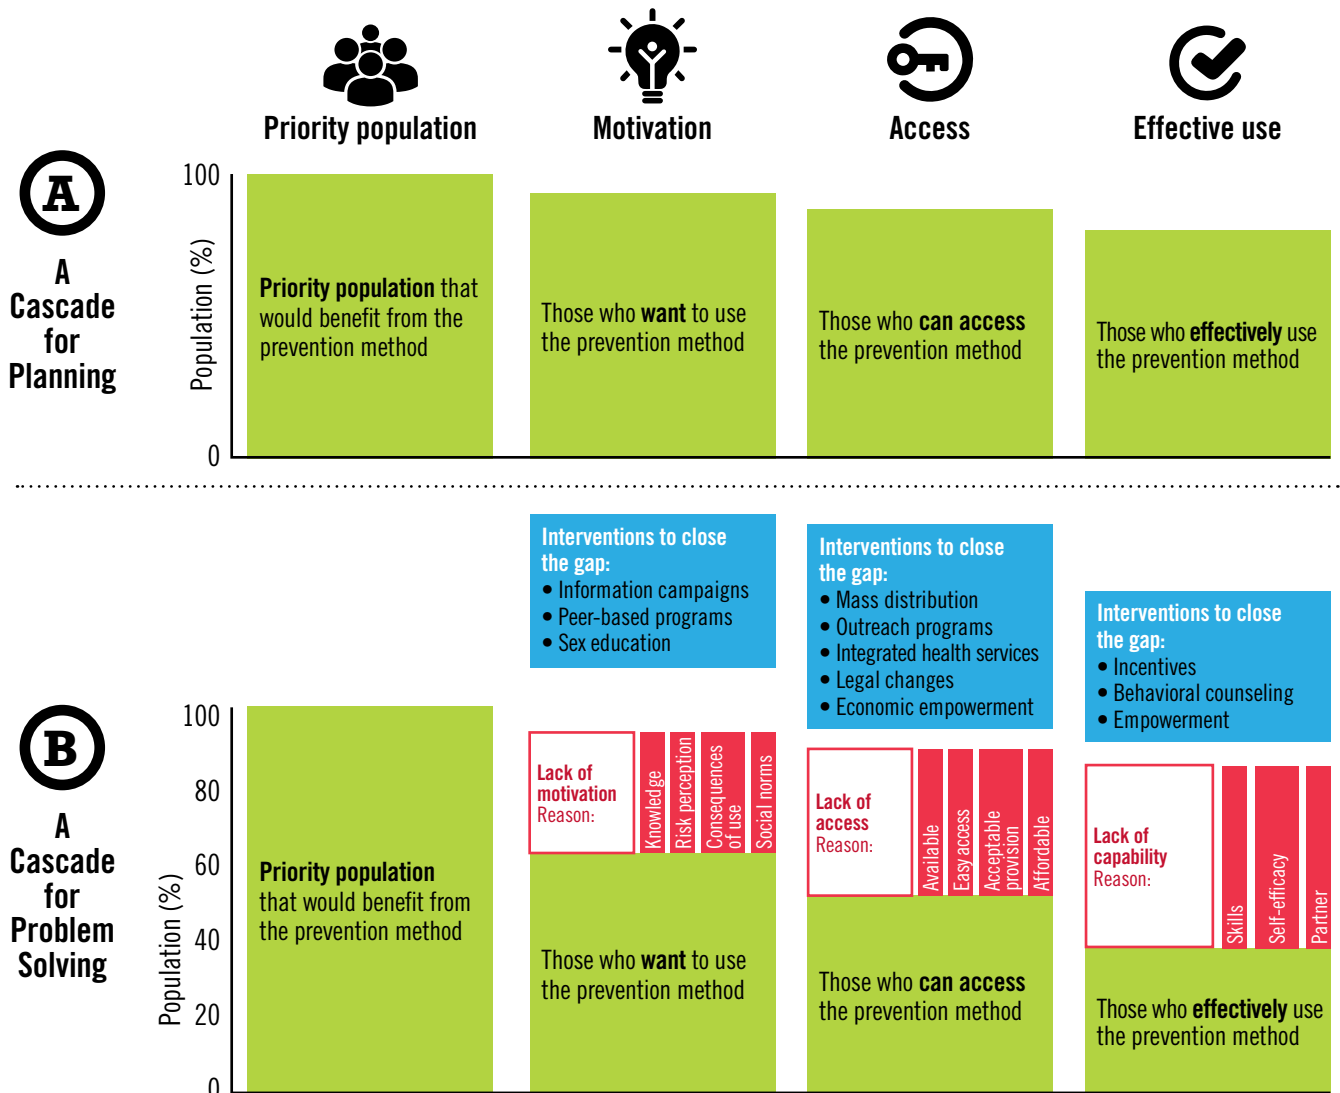 Priority population
Motivation
Access
Effective use
A
A
Cascade
for
Planning
Population (%)
100
0
Priority population that
would benefit from the
prevention method
Those who want to use
the prevention method
Those who can access
the prevention method
Those who effectively use
the prevention method
B
A
Cascade
for
Problem
Solving
Population (%)
100
80
60
40
20
0
Priority population
that would benefit from
the prevention method
Interventions to close
the gap:
• Information campaigns
• Peer-based programs
• Sex education
Lack of
motivation
Reason:
Knowledge
Risk perception
Consequences
of use
Social norms
Those who want to use
the prevention method
Interventions to close
the gap:
• Mass distribution
• Outreach programs
• Integrated health services
• Legal changes
• Economic empowerment
Lack of
access
Reason:
Available
Easy access
Acceptable
provision
Affordable
Those who can access
the prevention method
Interventions to close
the gap:
• Incentives
• Behavioral counseling
• Empowerment
Lack of
capability
Reason:
Skills
Self-efficacy
Partner
Those who effectively use
the prevention method